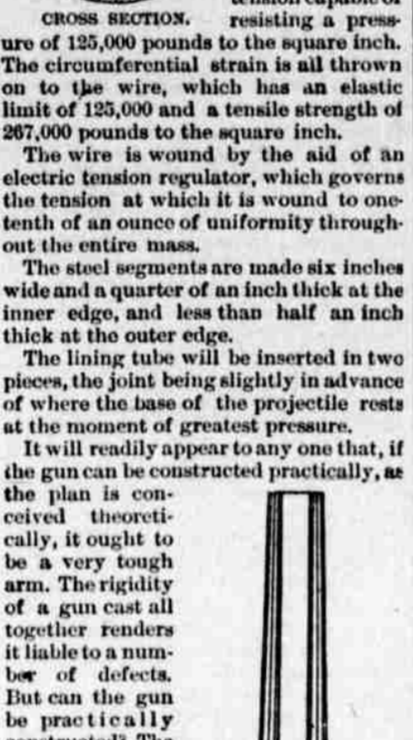 tension capable of
CROSS SECTION. resisting a press-
ure of 125,000 pounds to the square inch.
The circumferential strain is all thrown
on to the wire, which has an elastic
limit of 125,000 and a tensile strength of
267,000 pounds to the square inch.
The wire is wound by the aid of an
electric tension regulator, which governs
the tension at which it is wound to one-
tenth of an ounce of uniformity through-
out the entire mass.
The steel segments are made six inches
wide and a quarter of an inch thick at the
inner edge, and less than half an inch
thick at the outer edge.
The lining tube will be inserted in two
pieces, the joint being slightly in advance
of where the base of the projectile rests
at the moment of greatest pressure.
It will readily appear to any one that, if
the gun can be constructed practically, as
the plan is con-
ceived theoreti-
cally, it ought to
be a very tough
arm. The rigidity
of a gun cast all
together renders
it liable to a num-
ber of defects.
But can the gun
be practically
constructed? The